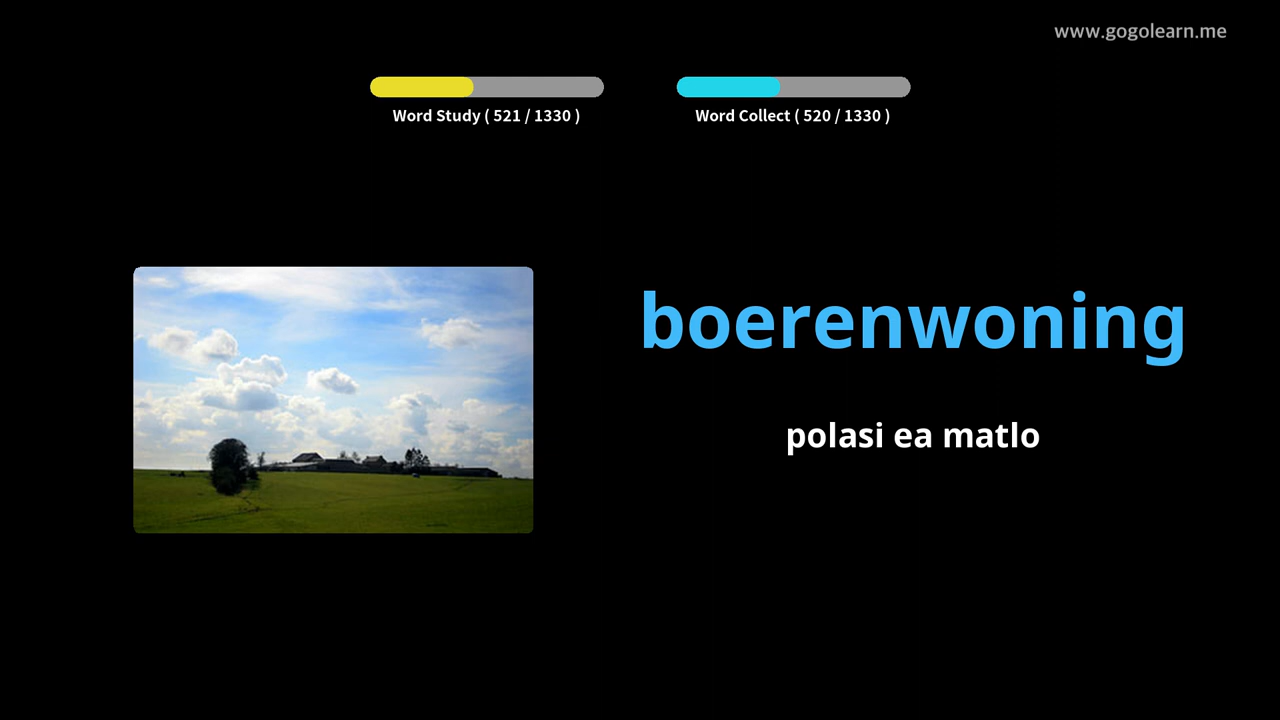 www.gogolearn.me
Word Study ( 521 / 1330 )
Word Collect ( 520 / 1330 )
boerenwoning
polasi ea matlo